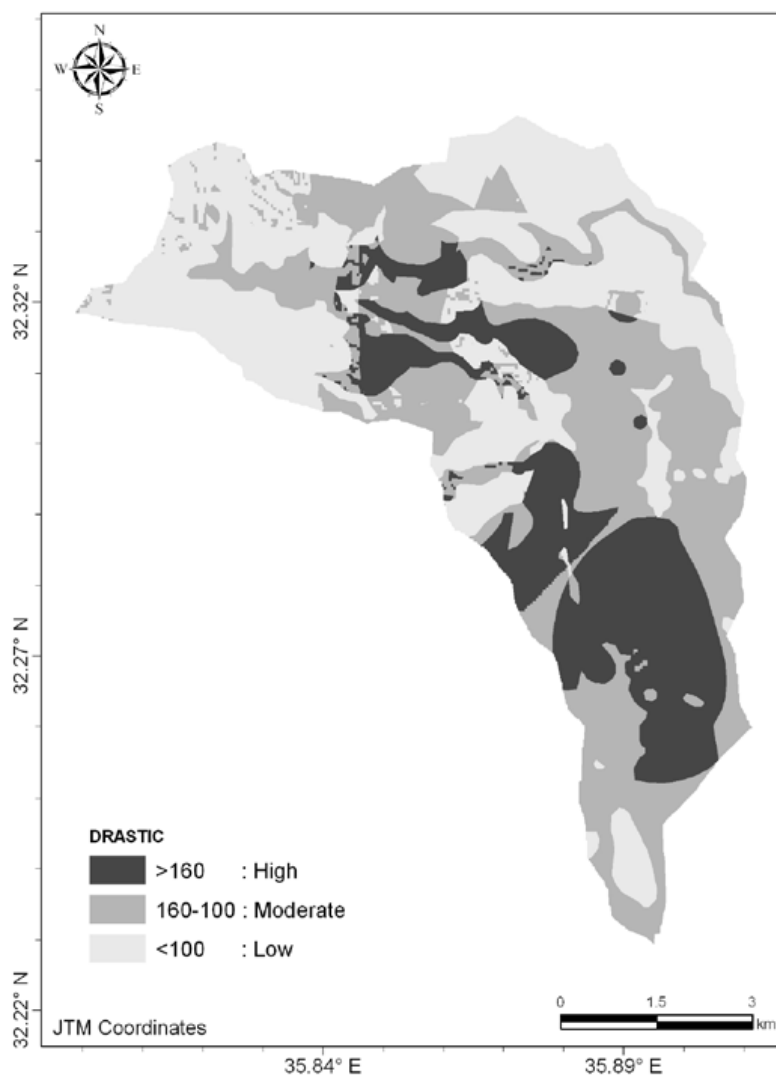 N
W E
S
32.32° N
32.27° N
DRASTIC
>160 : High
160-100 : Moderate
<100 : Low
32.22° N
JTM Coordinates
0 1.5 3
km
35.84° E 35.89° E